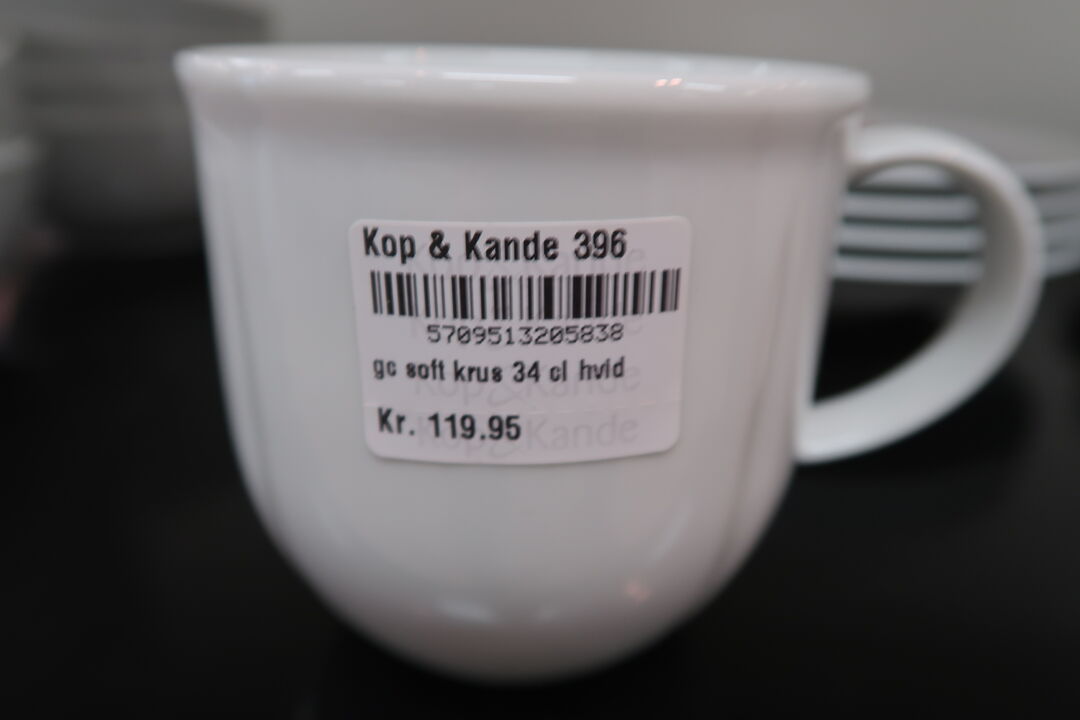 Kop & Kande 396
5709513205838
gc soft krus 34 cl hvid
Kr. 119.95